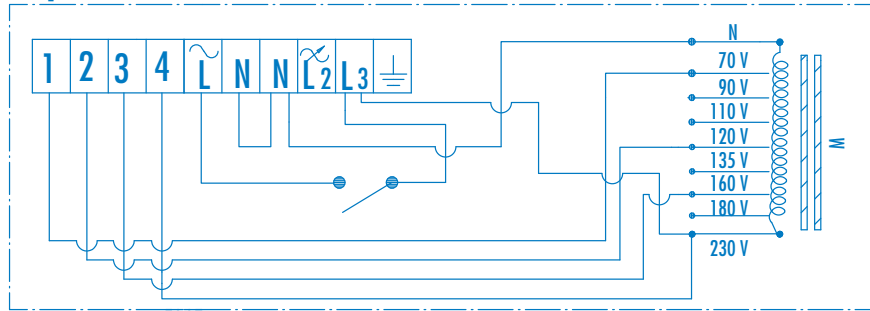 1 2 3 4 L N N L2 L3
N
70 V
90 V
110 V
120 V
135 V
160 V
180 V
230 V
M